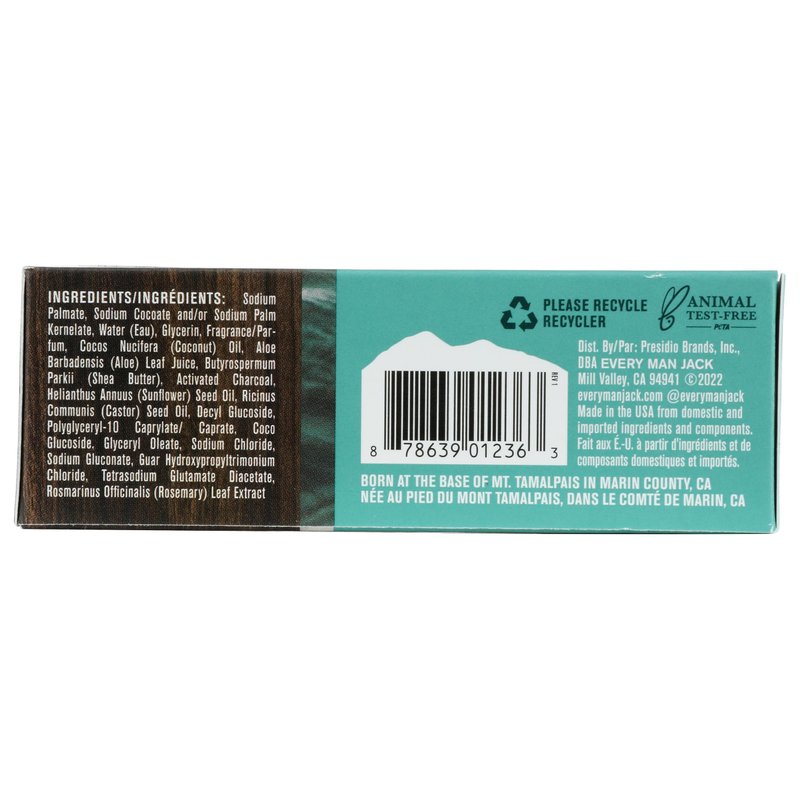 INGREDIENTS/INGRÉDIENTS: Sodium
Palmate, Sodium Cocoate and/or Sodium Palm
Kernelate, Water (Eau), Glycerin, Fragrance/Par-
fum, Cocos Nucifera (Coconut) Oil, Aloe
Barbadensis (Aloe) Leaf Juice, Butyrospermum
Parkii (Shea Butter), Activated Charcoal,
Helianthus Annuus (Sunflower) Seed Oil, Ricinus
Communis (Castor) Seed Oil, Decyl Glucoside,
Polyglyceryl-10 Caprylate/ Caprate, Coco
Glucoside, Glyceryl Oleate, Sodium Chloride,
Sodium Gluconate, Guar Hydroxypropyltrimonium
Chloride, Tetrasodium Glutamate Diacetate,
Rosmarinus Officinalis (Rosemary) Leaf Extract
PLEASE RECYCLE
RECYCLER
ANIMAL
TEST-FREE
PETA
REV 1
8 78639 01236 3
Dist. By/Par: Presidio Brands, Inc.,
DBA EVERY MAN JACK
Mill Valley, CA 94941 ©2022
everymanjack.com @everymanjack
Made in the USA from domestic and
imported ingredients and components.
Fait aux É.-U. à partir d'ingrédients et de
composants domestiques et importés.
BORN AT THE BASE OF MT. TAMALPAIS IN MARIN COUNTY, CA
NÉE AU PIED DU MONT TAMALPAIS, DANS LE COMTÉ DE MARIN, CA